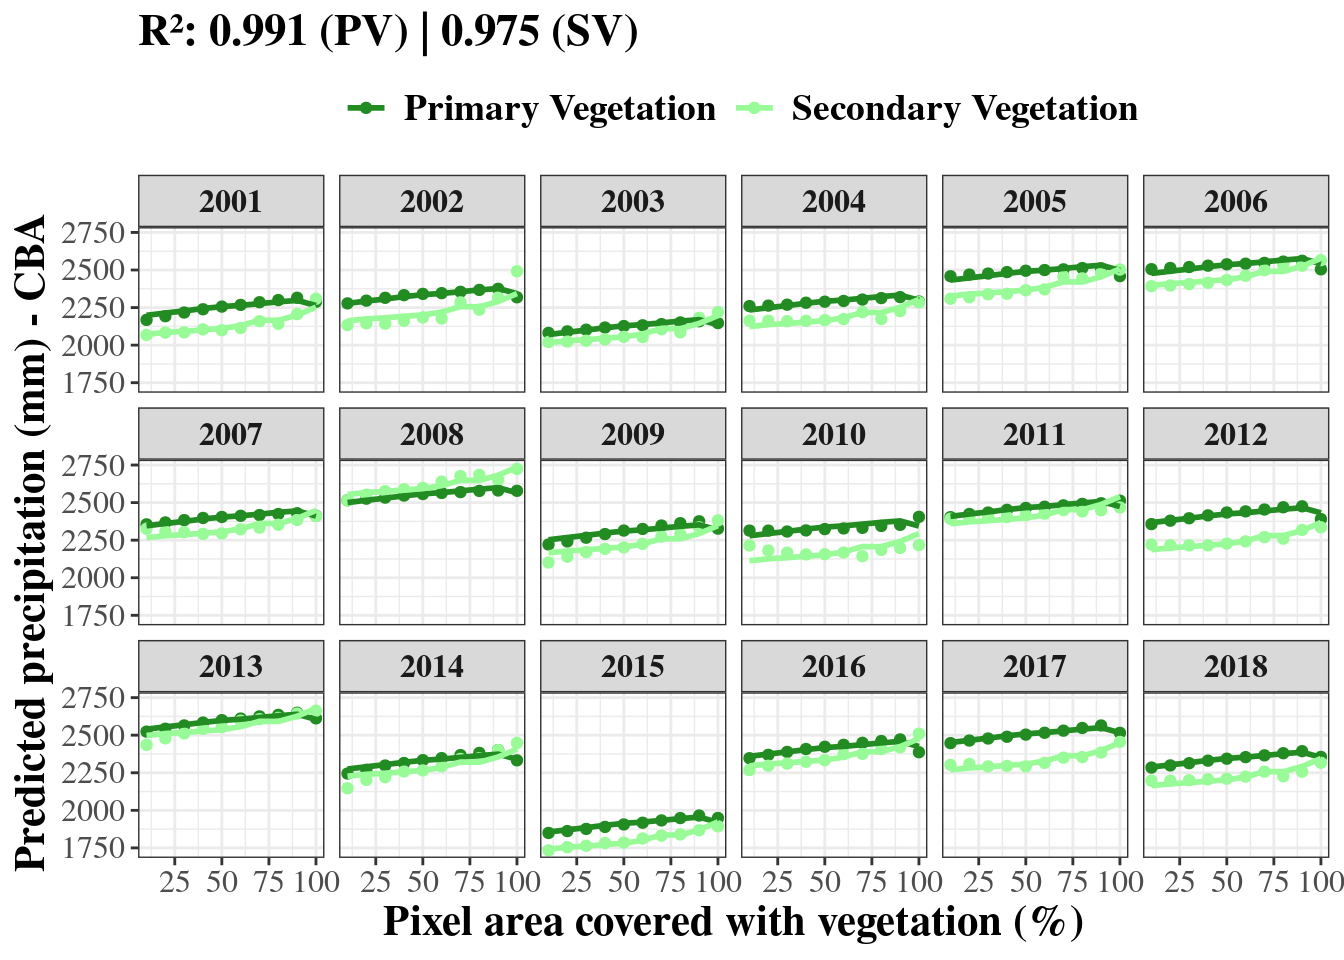 R²: 0.991 (PV) | 0.975 (SV)
Primary Vegetation Secondary Vegetation
Predicted precipitation (mm) - CBA
2001 2002 2003 2004 2005 2006
2750
2500
2250
2000
1750
2007 2008 2009 2010 2011 2012
2750
2500
2250
2000
1750
2013 2014 2015 2016 2017 2018
2750
2500
2250
2000
1750
25 50 75 100 25 50 75 100 25 50 75 100 25 50 75 100 25 50 75 100 25 50 75 100
Pixel area covered with vegetation (%)